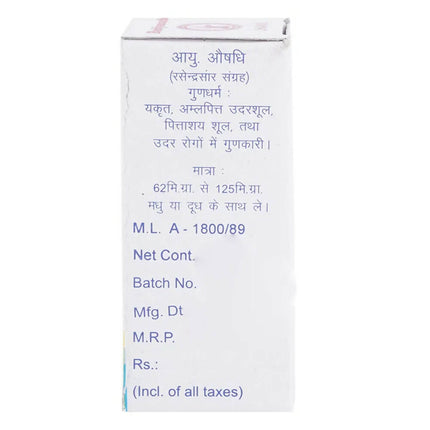 आयु. औषधि
(रसेन्द्रसार संग्रह)
गुणधर्म :
यकृत, अम्लपित्त उदरशूल,
पित्ताशय शूल, तथा
उदर रोगों में गुणकारी।
मात्रा :
62मि.ग्रा. से 125मि.ग्रा.
मधु या दूध के साथ ले।
M.L. A - 1800/89
Net Cont.
Batch No.
Mfg. Dt
M.R.P.
Rs.:
(Incl. of all taxes)